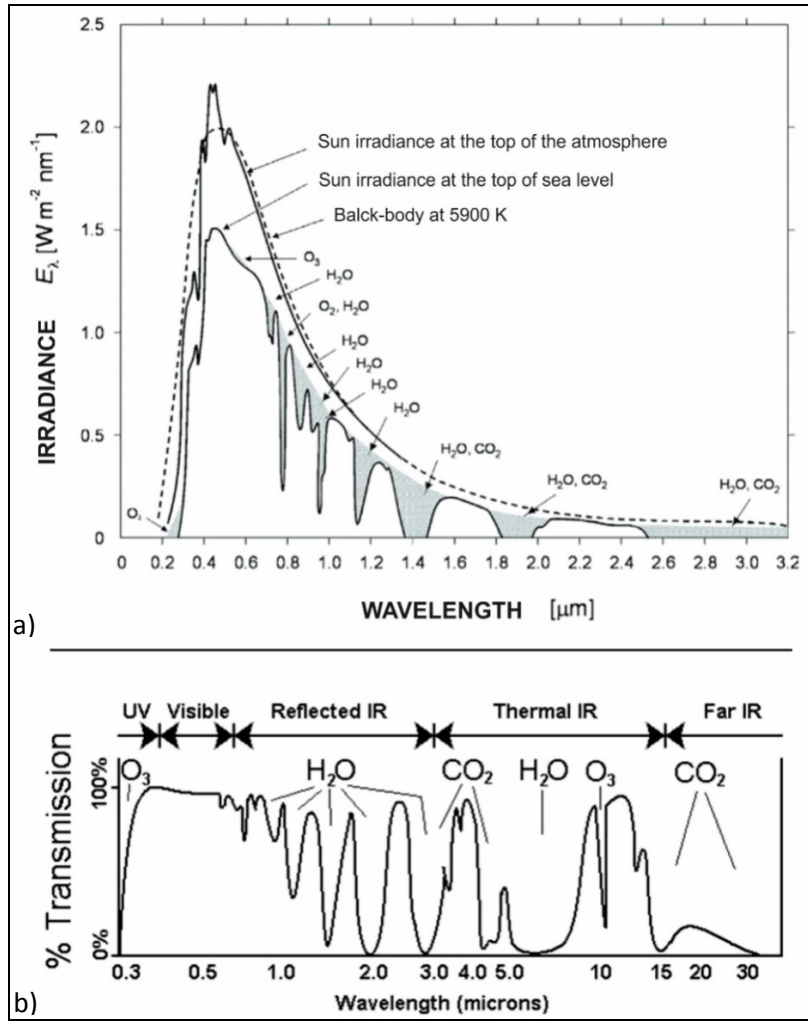 2.5
2.0
1.5
1.0
0.5
0
IRRADIANCE Eλ [W m⁻² nm⁻¹]
Sun irradiance at the top of the atmosphere
Sun irradiance at the top of sea level
Balck-body at 5900 K
O₃
H₂O
O₂, H₂O
H₂O
H₂O
H₂O
H₂O
H₂O, CO₂
H₂O, CO₂
H₂O, CO₂
0 0.2 0.4 0.6 0.8 1.0 1.2 1.4 1.6 1.8 2.0 2.2 2.4 2.6 2.8 3.0 3.2
WAVELENGTH [µm]
a)
UV Visible Reflected IR Thermal IR Far IR
O₃ H₂O CO₂ H₂O O₃ CO₂
% Transmission
100%
0%
0.3 0.5 1.0 2.0 3.0 4.0 5.0 10 15 20 30
Wavelength (microns)
b)